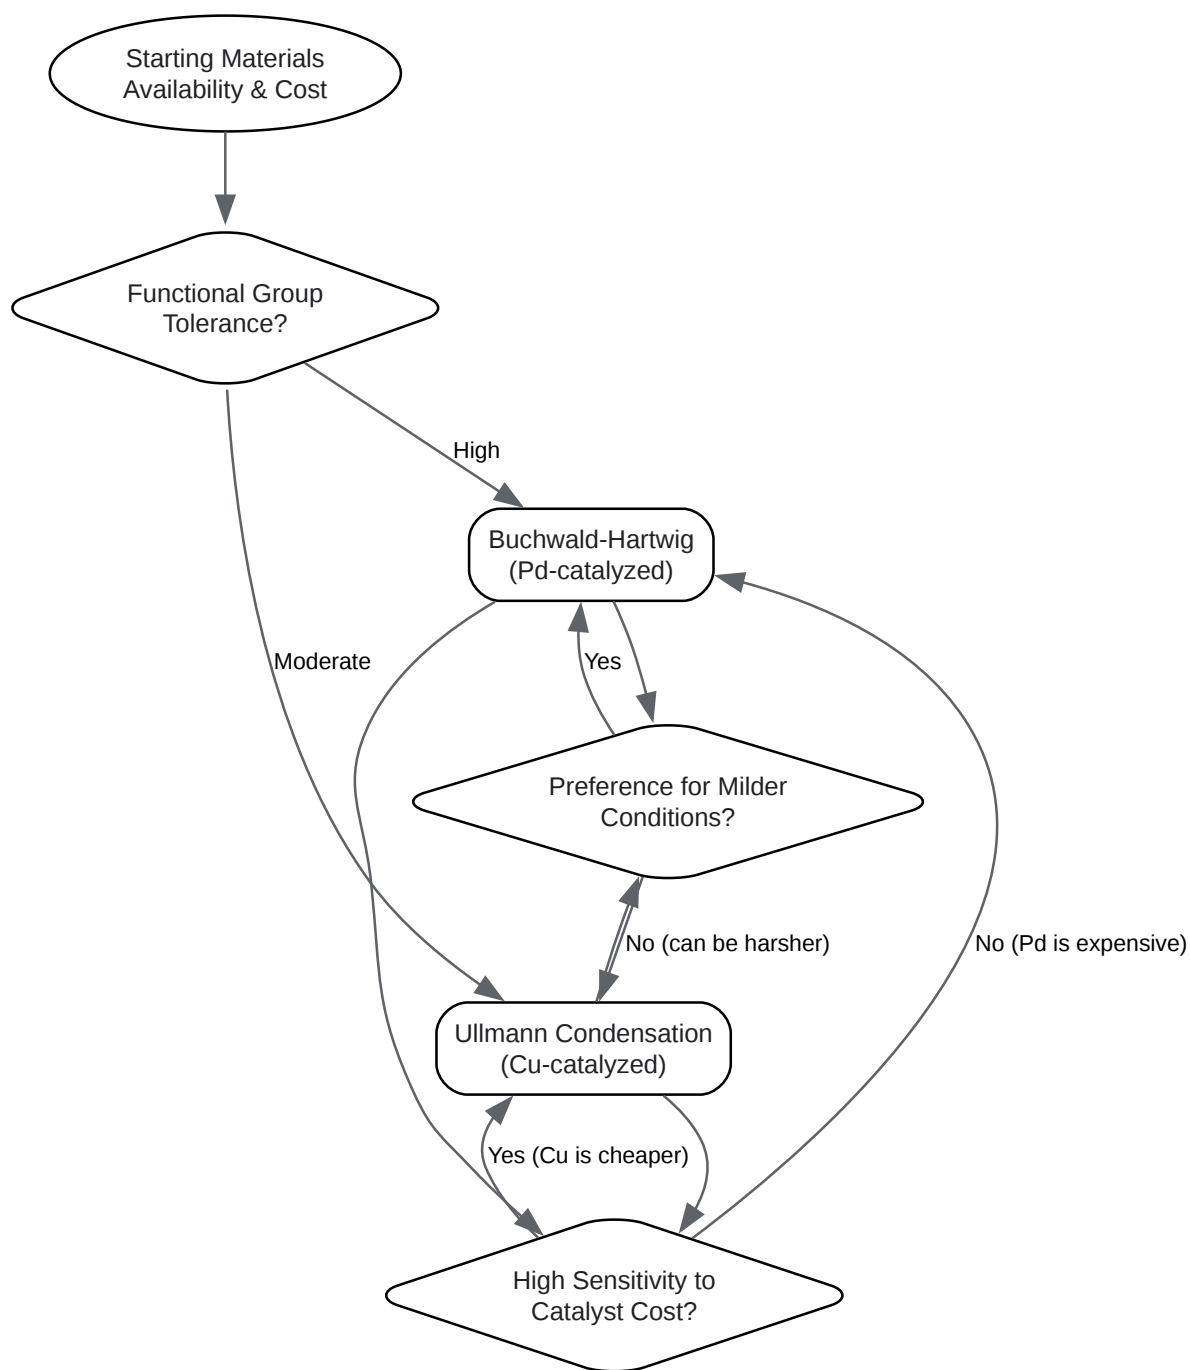 Starting Materials
Availability & Cost
Functional Group
Tolerance?
High
Buchwald-Hartwig
(Pd-catalyzed)
Moderate
Yes
Preference for Milder
Conditions?
No (can be harsher)
No (Pd is expensive)
Ullmann Condensation
(Cu-catalyzed)
Yes (Cu is cheaper)
High Sensitivity to
Catalyst Cost?